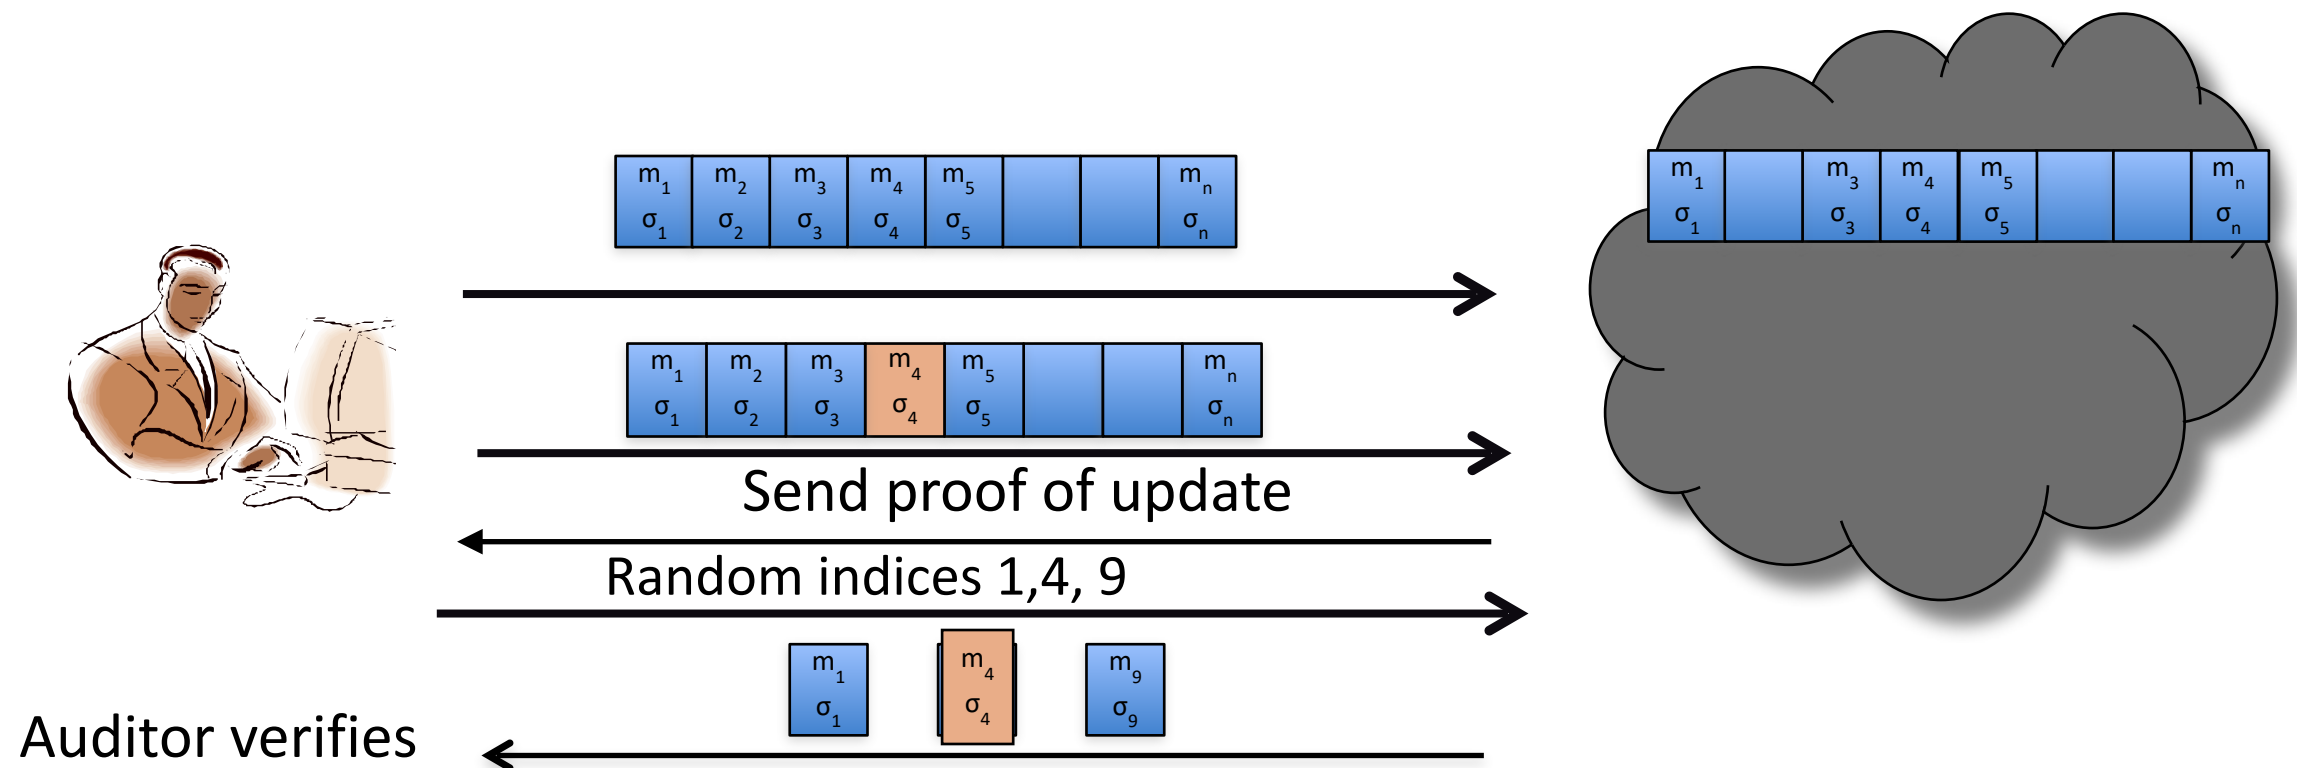 m1 m2 m3 m4 m5 mn
σ1 σ2 σ3 σ4 σ5 σn
m1 m3 m4 m5 mn
σ1 σ3 σ4 σ5 σn
m1 m2 m3 m4 m5 mn
σ1 σ2 σ3 σ4 σ5 σn
Send proof of update
Random indices 1,4, 9
m1 m4 m9
σ1 σ4 σ9
Auditor verifies